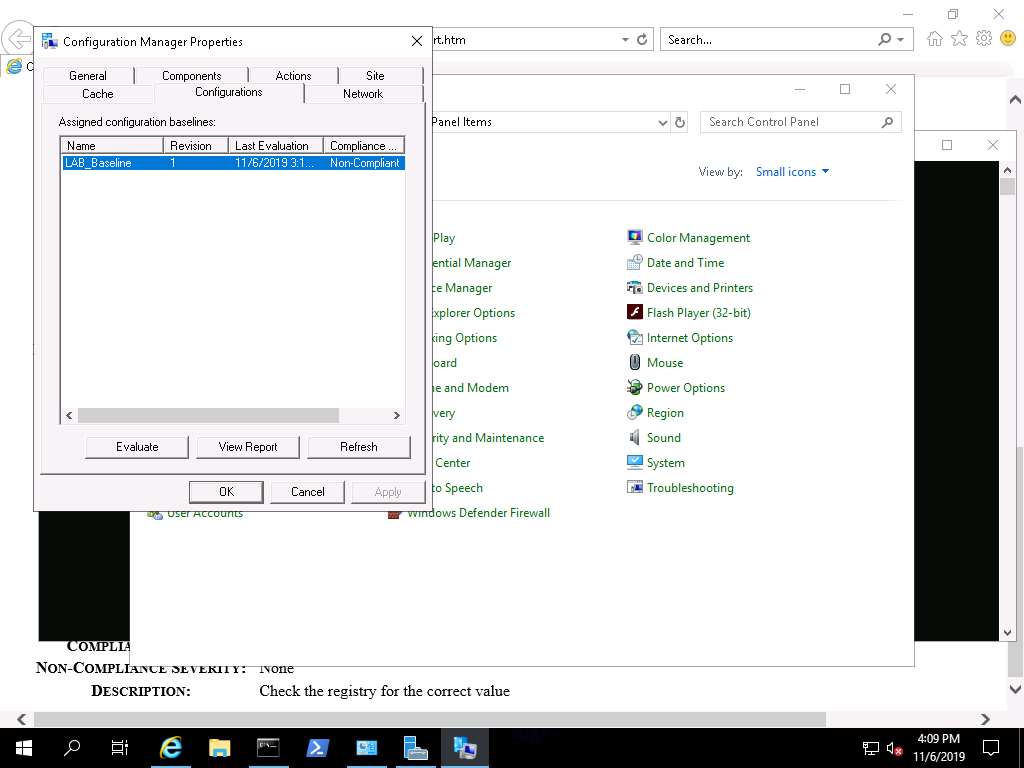 Configuration Manager Properties
rt.htm
Search...
General
Components
Actions
Site
Cache
Configurations
Network
Assigned configuration baselines:
Name
Revision
Last Evaluation
Compliance ...
LAB_Baseline
1
11/6/2019 3:1...
Non-Compliant
Evaluate
View Report
Refresh
OK
Cancel
Apply
Panel Items
Search Control Panel
View by:
Small icons
Play
Color Management
ential Manager
Date and Time
ce Manager
Devices and Printers
xplorer Options
Flash Player (32-bit)
ing Options
Internet Options
oard
Mouse
e and Modem
Power Options
very
Region
rity and Maintenance
Sound
Center
System
to Speech
Troubleshooting
User Accounts
Windows Defender Firewall
COMPLIA
NON-COMPLIANCE SEVERITY: None
DESCRIPTION: Check the registry for the correct value
4:09 PM
11/6/2019